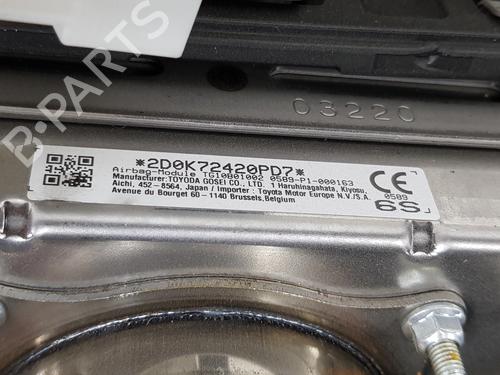 03220
*2D0K72420PD7*
Airbag-Module TG10B01002 0589-P1-000163
Manufacturer:TOYODA GOSEI CO., LTD. 1 Haruhinagahata, Kiyosu,
Aichi, 452-8564, Japan / Importer : Toyota Motor Europe N.V./S.A.
Avenue du Bourget 60 - 1140 Brussels,Belgium
CE
0589
6S
B-PARTS